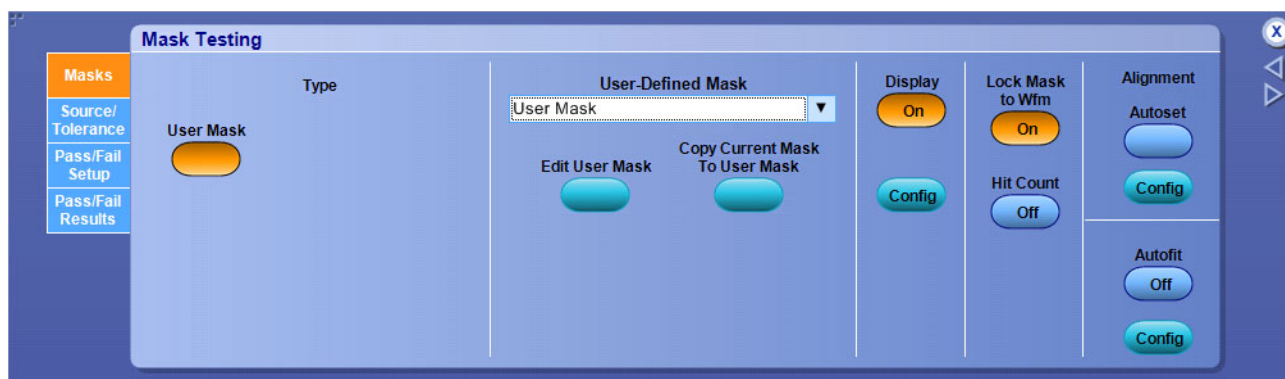 Mask Testing
X
Masks
Source/
Tolerance
Pass/Fail
Setup
Pass/Fail
Results
Type
User Mask
User-Defined Mask
User Mask
Edit User Mask
Copy Current Mask
To User Mask
Display
On
Config
Lock Mask
to Wfm
On
Hit Count
Off
Alignment
Autoset
Config
Autofit
Off
Config